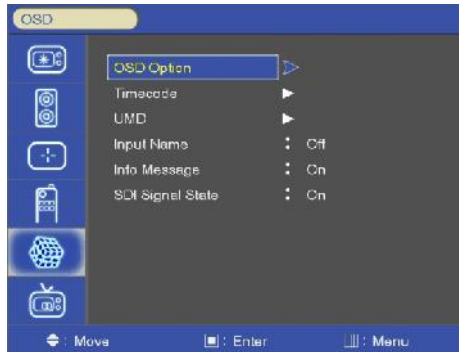 OSD
OSD Option
Timecode
UMD
Input Name : Off
Info Message : On
SDI Signal State : On
: Move : Enter : Menu